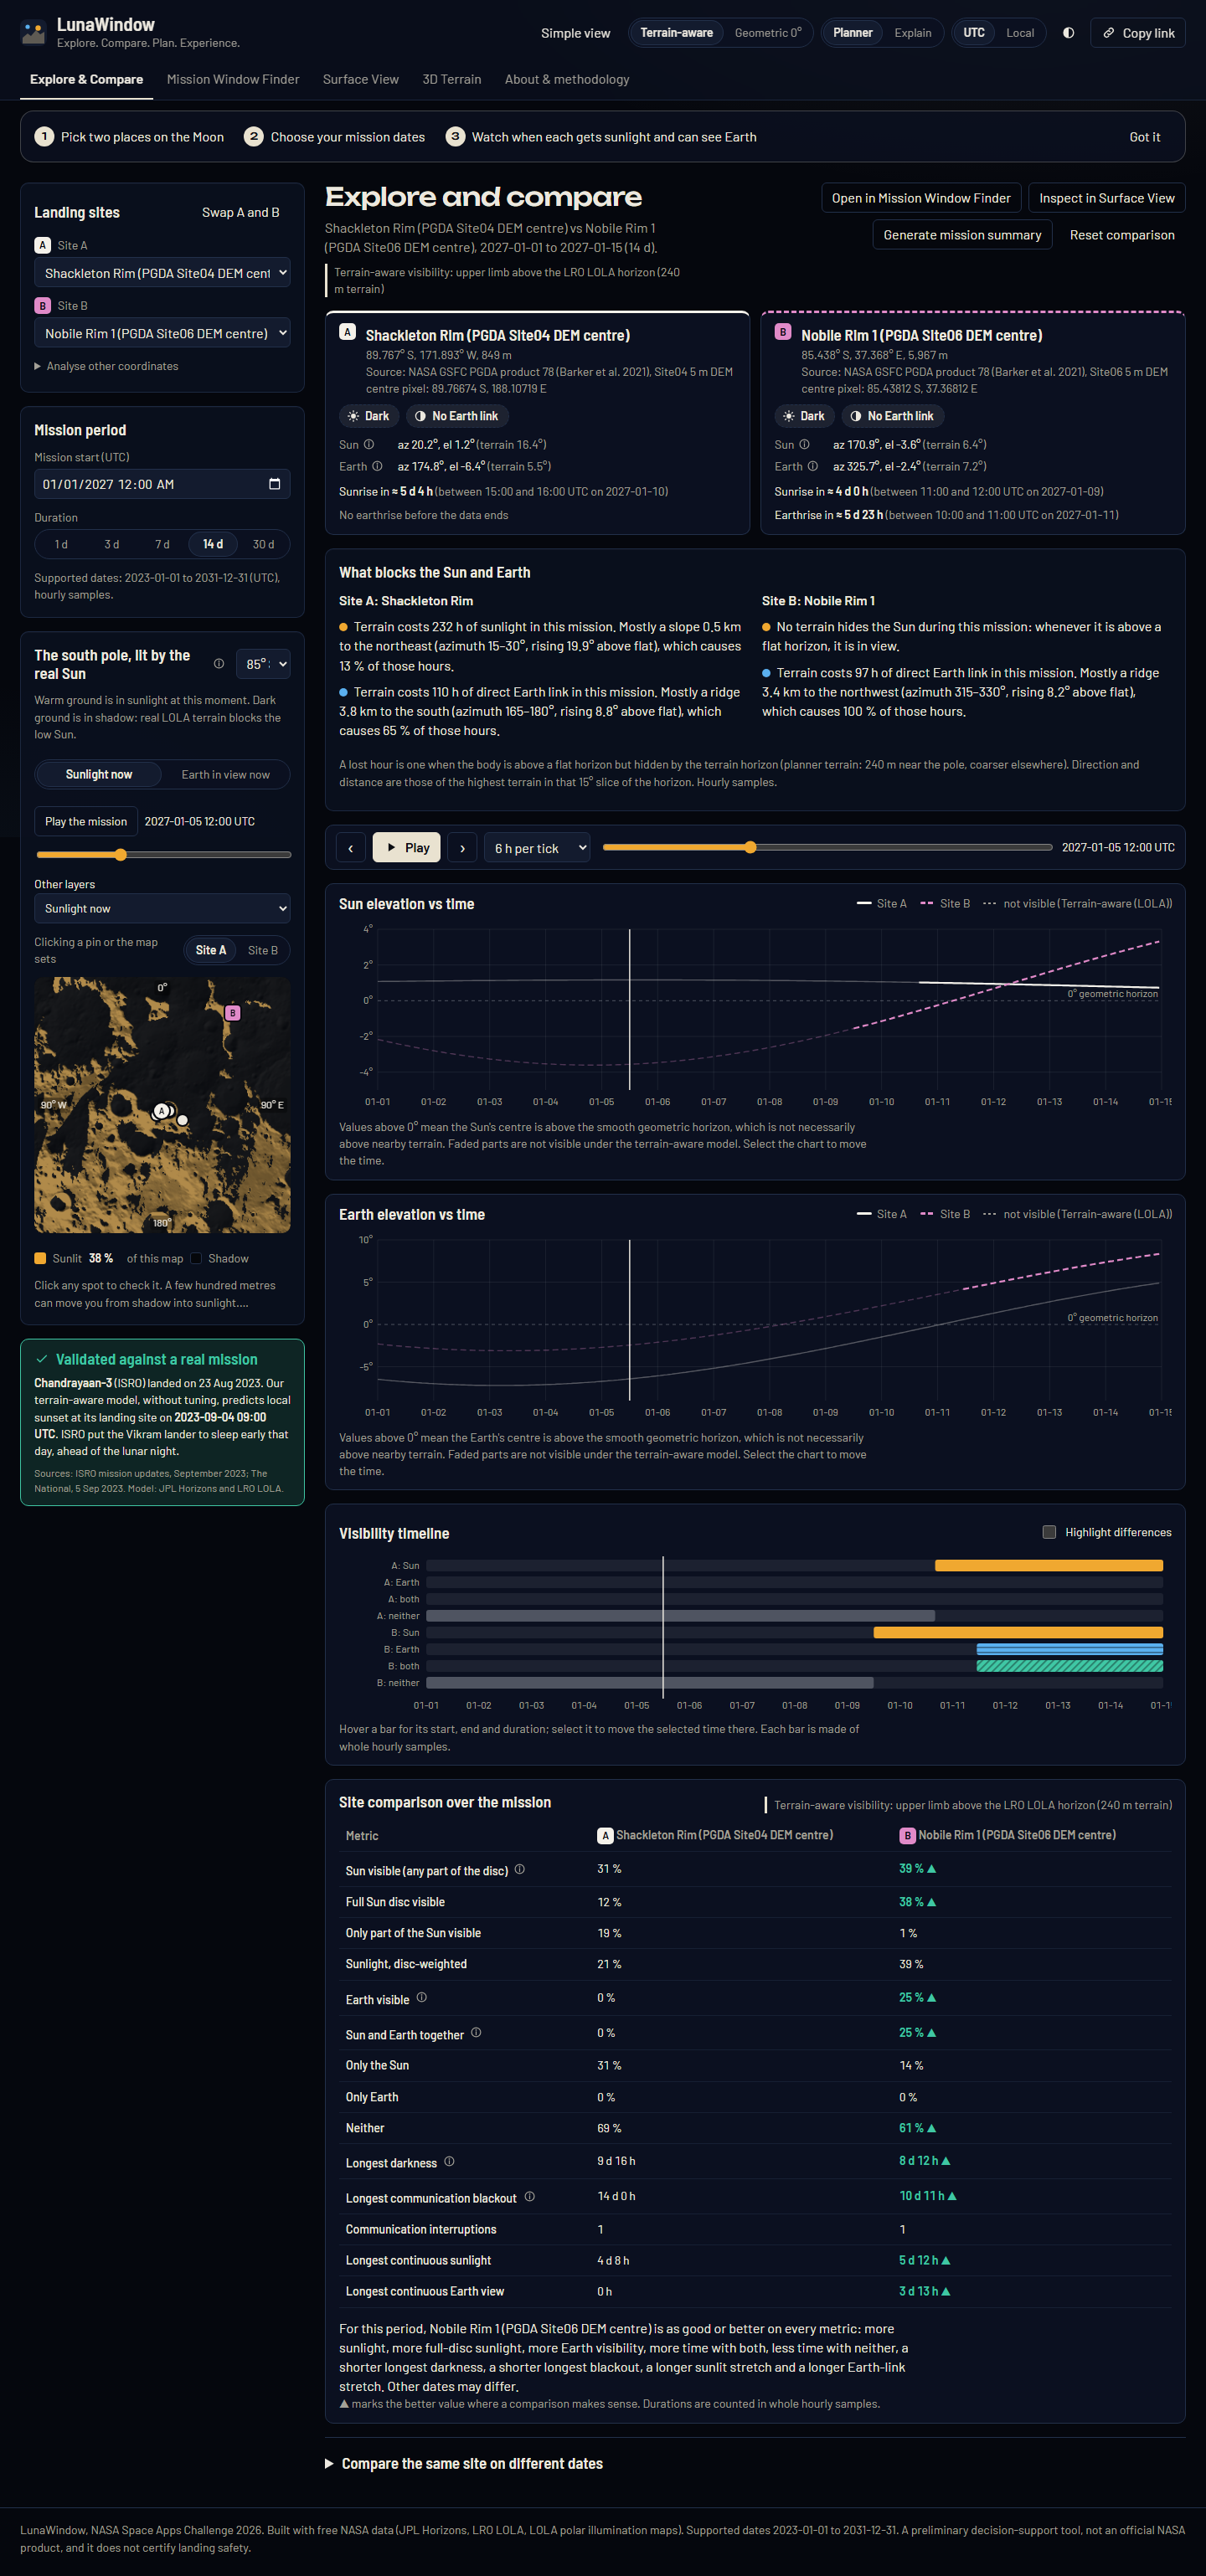 LunaWindow
Explore. Compare. Plan. Experience.
Simple view
Terrain-aware Geometric 0°
Planner Explain
UTC Local
Copy link
Explore & Compare Mission Window Finder Surface View 3D Terrain About & methodology
1 Pick two places on the Moon 2 Choose your mission dates 3 Watch when each gets sunlight and can see Earth Got it
Landing sites Swap A and B
A Site A
Shackleton Rim (PGDA Site04 DEM cent
B Site B
Nobile Rim 1 (PGDA Site06 DEM centre)
Analyse other coordinates
Mission period
Mission start (UTC)
01/01/2027 12:00 AM
Duration
1 d 3 d 7 d 14 d 30 d
Supported dates: 2023-01-01 to 2031-12-31 (UTC),
hourly samples.
The south pole, lit by the
real Sun
85°
Warm ground is in sunlight at this moment. Dark
ground is in shadow: real LOLA terrain blocks the
low Sun.
Sunlight now Earth in view now
Play the mission 2027-01-05 12:00 UTC
Other layers
Sunlight now
Clicking a pin or the map
sets
Site A Site B
0°
B
90° W
A
90° E
180°
Sunlit 38 % of this map Shadow
Click any spot to check it. A few hundred metres
can move you from shadow into sunlight....
Validated against a real mission
Chandrayaan-3 (ISRO) landed on 23 Aug 2023. Our
terrain-aware model, without tuning, predicts local
sunset at its landing site on 2023-09-04 09:00
UTC. ISRO put the Vikram lander to sleep early that
day, ahead of the lunar night.
Sources: ISRO mission updates, September 2023; The
National, 5 Sep 2023. Model: JPL Horizons and LRO LOLA.
Explore and compare
Shackleton Rim (PGDA Site04 DEM centre) vs Nobile Rim 1
(PGDA Site06 DEM centre), 2027-01-01 to 2027-01-15 (14 d).
Terrain-aware visibility: upper limb above the LRO LOLA horizon (240
m terrain)
Open in Mission Window Finder Inspect in Surface View
Generate mission summary Reset comparison
A Shackleton Rim (PGDA Site04 DEM centre)
89.767° S, 171.893° W, 849 m
Source: NASA GSFC PGDA product 78 (Barker et al. 2021), Site04 5 m DEM
centre pixel: 89.76674 S, 188.10719 E
Dark No Earth link
Sun az 20.2°, el 1.2° (terrain 16.4°)
Earth az 174.8°, el -6.4° (terrain 5.5°)
Sunrise in ≈ 5 d 4 h (between 15:00 and 16:00 UTC on 2027-01-10)
No earthrise before the data ends
B Nobile Rim 1 (PGDA Site06 DEM centre)
85.438° S, 37.368° E, 5,967 m
Source: NASA GSFC PGDA product 78 (Barker et al. 2021), Site06 5 m DEM
centre pixel: 85.43812 S, 37.36812 E
Dark No Earth link
Sun az 170.9°, el -3.6° (terrain 6.4°)
Earth az 325.7°, el -2.4° (terrain 7.2°)
Sunrise in ≈ 4 d 0 h (between 11:00 and 12:00 UTC on 2027-01-09)
Earthrise in ≈ 5 d 23 h (between 10:00 and 11:00 UTC on 2027-01-11)
What blocks the Sun and Earth
Site A: Shackleton Rim
Terrain costs 232 h of sunlight in this mission. Mostly a slope 0.5 km
to the northeast (azimuth 15–30°, rising 19.9° above flat), which causes
13 % of those hours.
Terrain costs 110 h of direct Earth link in this mission. Mostly a ridge
3.8 km to the south (azimuth 165–180°, rising 8.8° above flat), which
causes 65 % of those hours.
Site B: Nobile Rim 1
No terrain hides the Sun during this mission: whenever it is above a
flat horizon, it is in view.
Terrain costs 97 h of direct Earth link in this mission. Mostly a ridge
3.4 km to the northwest (azimuth 315–330°, rising 8.2° above flat),
which causes 100 % of those hours.
A lost hour is one when the body is above a flat horizon but hidden by the terrain horizon (planner terrain: 240 m near the pole, coarser elsewhere). Direction and
distance are those of the highest terrain in that 15° slice of the horizon. Hourly samples.
‹ Play › 6 h per tick 2027-01-05 12:00 UTC
Sun elevation vs time
Site A Site B not visible (Terrain-aware (LOLA))
4°
2°
0°
-2°
-4°
0° geometric horizon
01-01 01-02 01-03 01-04 01-05 01-06 01-07 01-08 01-09 01-10 01-11 01-12 01-13 01-14 01-15
Values above 0° mean the Sun's centre is above the smooth geometric horizon, which is not necessarily
above nearby terrain. Faded parts are not visible under the terrain-aware model. Select the chart to move
the time.
Earth elevation vs time
Site A Site B not visible (Terrain-aware (LOLA))
10°
5°
0°
-5°
0° geometric horizon
01-01 01-02 01-03 01-04 01-05 01-06 01-07 01-08 01-09 01-10 01-11 01-12 01-13 01-14 01-15
Values above 0° mean the Earth's centre is above the smooth geometric horizon, which is not necessarily
above nearby terrain. Faded parts are not visible under the terrain-aware model. Select the chart to move
the time.
Visibility timeline
Highlight differences
A: Sun
A: Earth
A: both
A: neither
B: Sun
B: Earth
B: both
B: neither
01-01 01-02 01-03 01-04 01-05 01-06 01-07 01-08 01-09 01-10 01-11 01-12 01-13 01-14 01-1
Hover a bar for its start, end and duration; select it to move the selected time there. Each bar is made of
whole hourly samples.
Site comparison over the mission
Terrain-aware visibility: upper limb above the LRO LOLA horizon (240 m terrain)
Metric A Shackleton Rim (PGDA Site04 DEM centre) B Nobile Rim 1 (PGDA Site06 DEM centre)
Sun visible (any part of the disc) 31 % 39 % ▲
Full Sun disc visible 12 % 38 % ▲
Only part of the Sun visible 19 % 1 %
Sunlight, disc-weighted 21 % 39 %
Earth visible 0 % 25 % ▲
Sun and Earth together 0 % 25 % ▲
Only the Sun 31 % 14 %
Only Earth 0 % 0 %
Neither 69 % 61 % ▲
Longest darkness 9 d 16 h 8 d 12 h ▲
Longest communication blackout 14 d 0 h 10 d 11 h ▲
Communication interruptions 1 1
Longest continuous sunlight 4 d 8 h 5 d 12 h ▲
Longest continuous Earth view 0 h 3 d 13 h ▲
For this period, Nobile Rim 1 (PGDA Site06 DEM centre) is as good or better on every metric: more
sunlight, more full-disc sunlight, more Earth visibility, more time with both, less time with neither, a
shorter longest darkness, a shorter longest blackout, a longer sunlit stretch and a longer Earth-link
stretch. Other dates may differ.
▲ marks the better value where a comparison makes sense. Durations are counted in whole hourly samples.
Compare the same site on different dates
LunaWindow, NASA Space Apps Challenge 2026. Built with free NASA data (JPL Horizons, LRO LOLA, LOLA polar illumination maps). Supported dates 2023-01-01 to 2031-12-31. A preliminary decision-support tool, not an official NASA
product, and it does not certify landing safety.